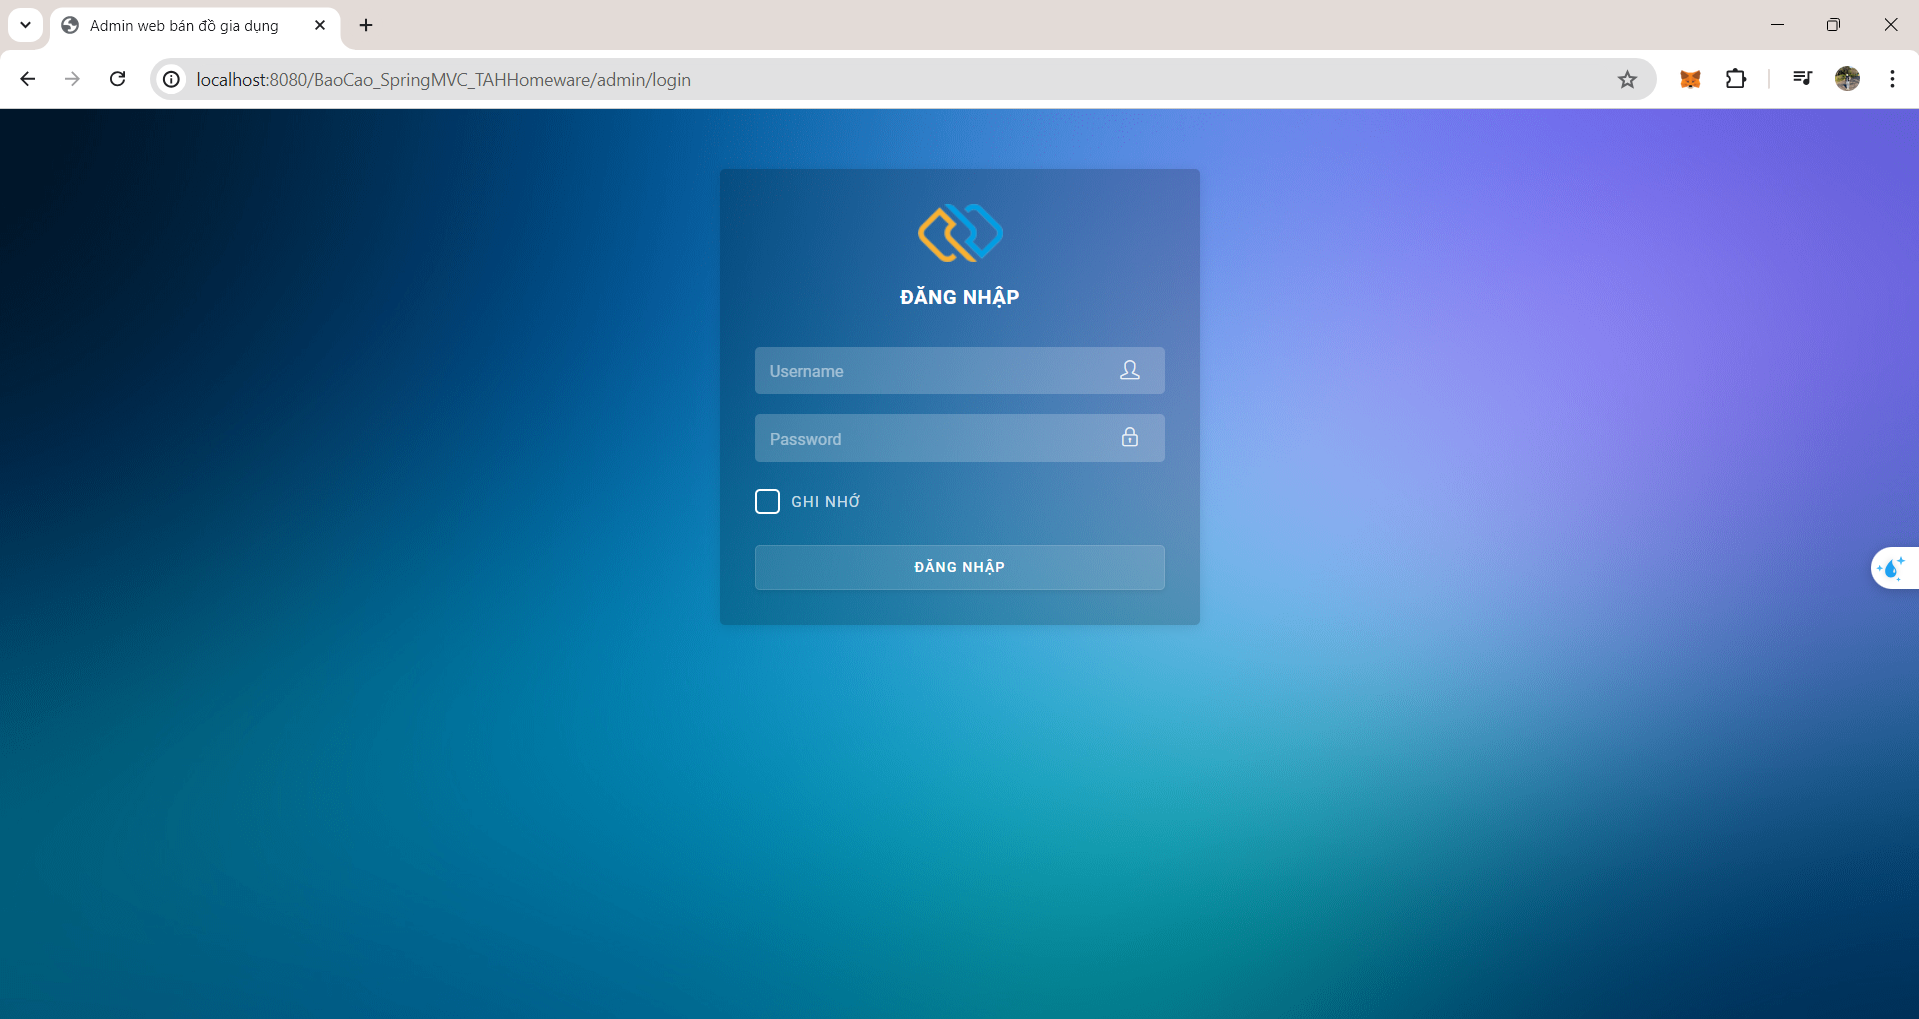 Admin web bán đồ gia dụng
localhost:8080/BaoCao_SpringMVC_TAHHomeware/admin/login
ĐĂNG NHẬP
Username
Password
GHI NHỚ
ĐĂNG NHẬP